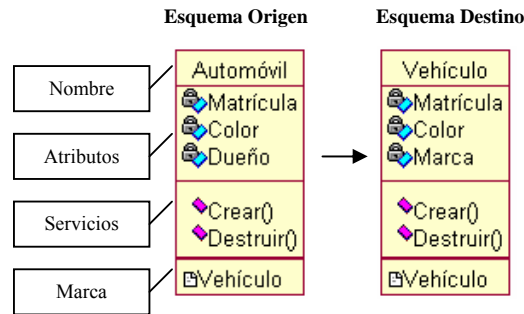 Esquema Origen
Esquema Destino
Nombre
Atributos
Servicios
Marca
Automóvil
Matrícula
Color
Dueño
Crear()
Destruir()
Vehículo
Vehículo
Matrícula
Color
Marca
Crear()
Destruir()
Vehículo